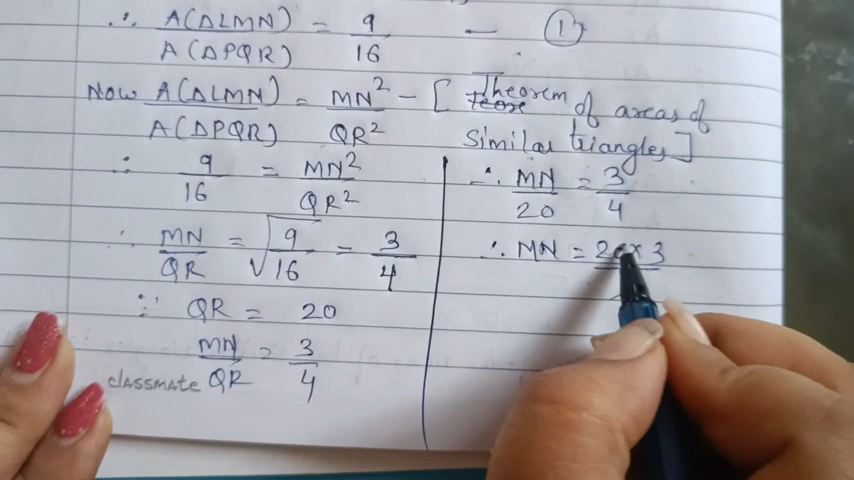 ∴ A(ΔLMN) / A(ΔPQR) = 9/16 — ①
Now A(ΔLMN) / A(ΔPQR) = MN² / QR² — [Theorem of areas of
similar triangles]
∴ 9/16 = MN² / QR²
∴ MN/QR = √9/16 = 3/4
∵ QR = 20
MN/QR = 3/4
classmate
∴ MN/20 = 3/4
∴ MN = 20×3